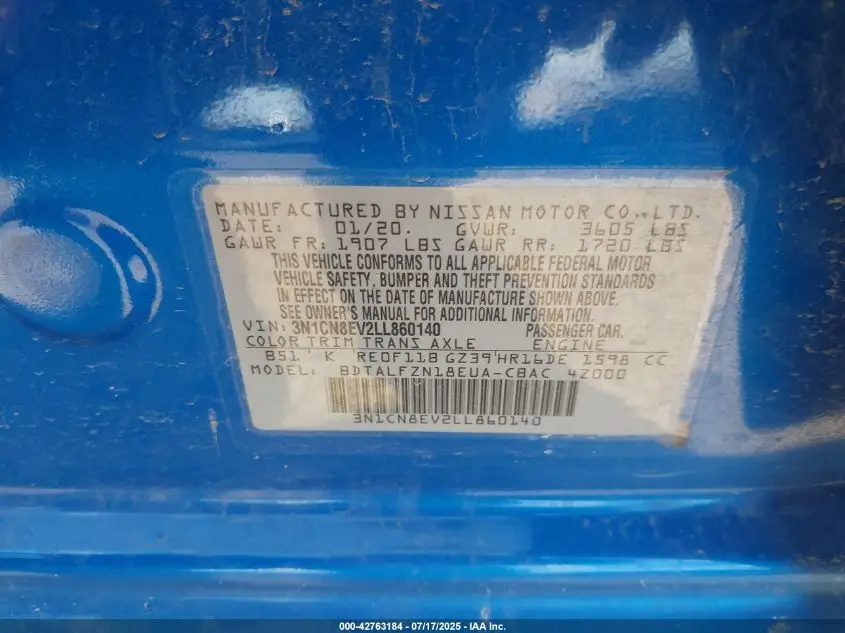 MANUFACTURED BY NISSAN MOTOR CO., LTD.
DATE: 01/20. GVWR: 3605 LBS
GAWR FR: 1907 LBS GAWR RR: 1720 LBS
THIS VEHICLE CONFORMS TO ALL APPLICABLE FEDERAL MOTOR
VEHICLE SAFETY, BUMPER AND THEFT PREVENTION STANDARDS
IN EFFECT ON THE DATE OF MANUFACTURE SHOWN ABOVE.
SEE OWNER'S MANUAL FOR ADDITIONAL INFORMATION.
VIN: 3N1CN8EV2LL860140 PASSENGER CAR.
COLOR TRIM TRANS AXLE ENGINE
B51 K RE0F11B GZ39 HR16DE 1598 CC
MODEL: BDTALFZN18EUA-CBAC 4Z000
3N1CN8EV2LL860140
000-42763184 - 07/17/2025 - IAA Inc.